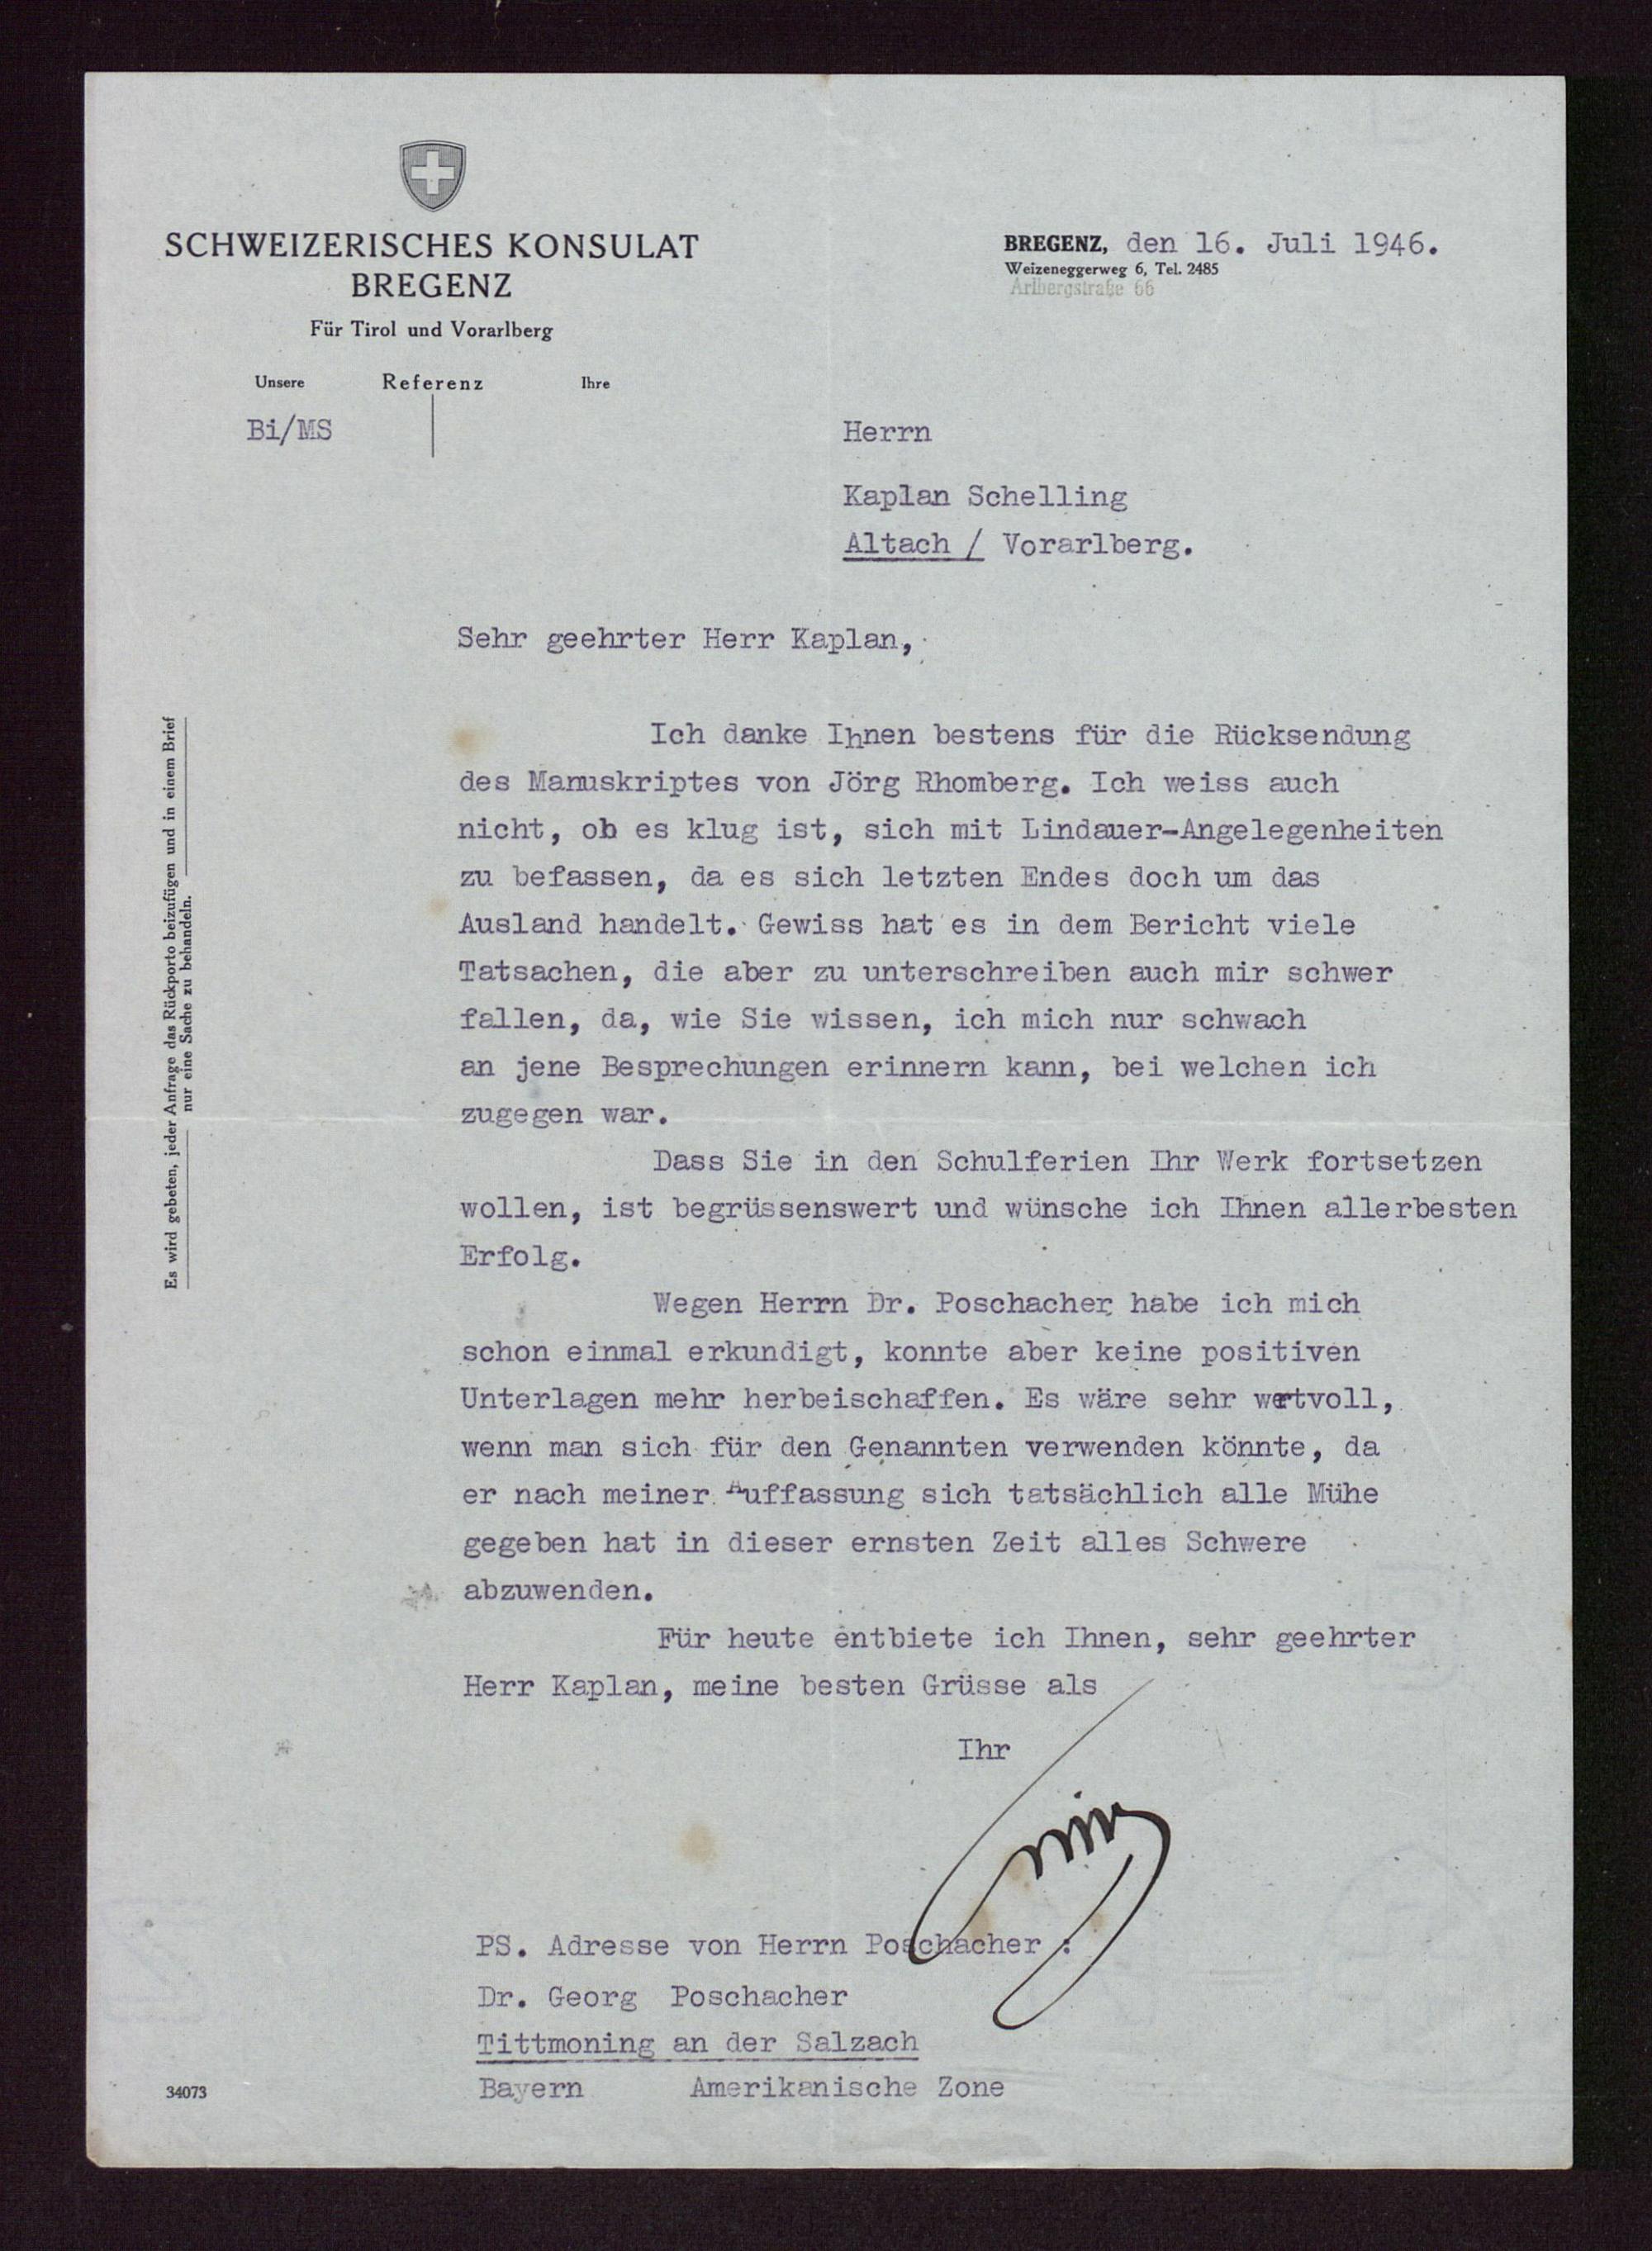 SCHWEIZERISCHES KONSULAT
BREGENZ
Für Tirol und Vorarlberg
BREGENZ, den 16. Juli 1946.
Weizeneggerweg 6, Tel. 2485
Arlbergstraße 66
Unsere Referenz Ihre
Bi/MS
Herrn
Kaplan Schelling
Altach / Vorarlberg.
Sehr geehrter Herr Kaplan,
Es wird gebeten, jeder Anfrage das Rückporto beizufügen und in einem Brief
nur eine Sache zu behandeln.
Ich danke Ihnen bestens für die Rücksendung
des Manuskriptes von Jörg Rhomberg. Ich weiss auch
nicht, ob es klug ist, sich mit Lindauer-Angelegenheiten
zu befassen, da es sich letzten Endes doch um das
Ausland handelt. Gewiss hat es in dem Bericht viele
Tatsachen, die aber zu unterschreiben auch mir schwer
fallen, da, wie Sie wissen, ich mich nur schwach
an jene Besprechungen erinnern kann, bei welchen ich
zugegen war.
Dass Sie in den Schulferien Ihr Werk fortsetzen
wollen, ist begrüssenswert und wünsche ich Ihnen allerbesten
Erfolg.
Wegen Herrn Dr. Poschacher habe ich mich
schon einmal erkundigt, konnte aber keine positiven
Unterlagen mehr herbeischaffen. Es wäre sehr wertvoll,
wenn man sich für den Genannten verwenden könnte, da
er nach meiner Auffassung sich tatsächlich alle Mühe
gegeben hat in dieser ernsten Zeit alles Schwere
abzuwenden.
Für heute entbiete ich Ihnen, sehr geehrter
Herr Kaplan, meine besten Grüsse als
Ihr
PS. Adresse von Herrn Poschacher :
Dr. Georg Poschacher
Tittmoning an der Salzach
Bayern Amerikanische Zone
34073